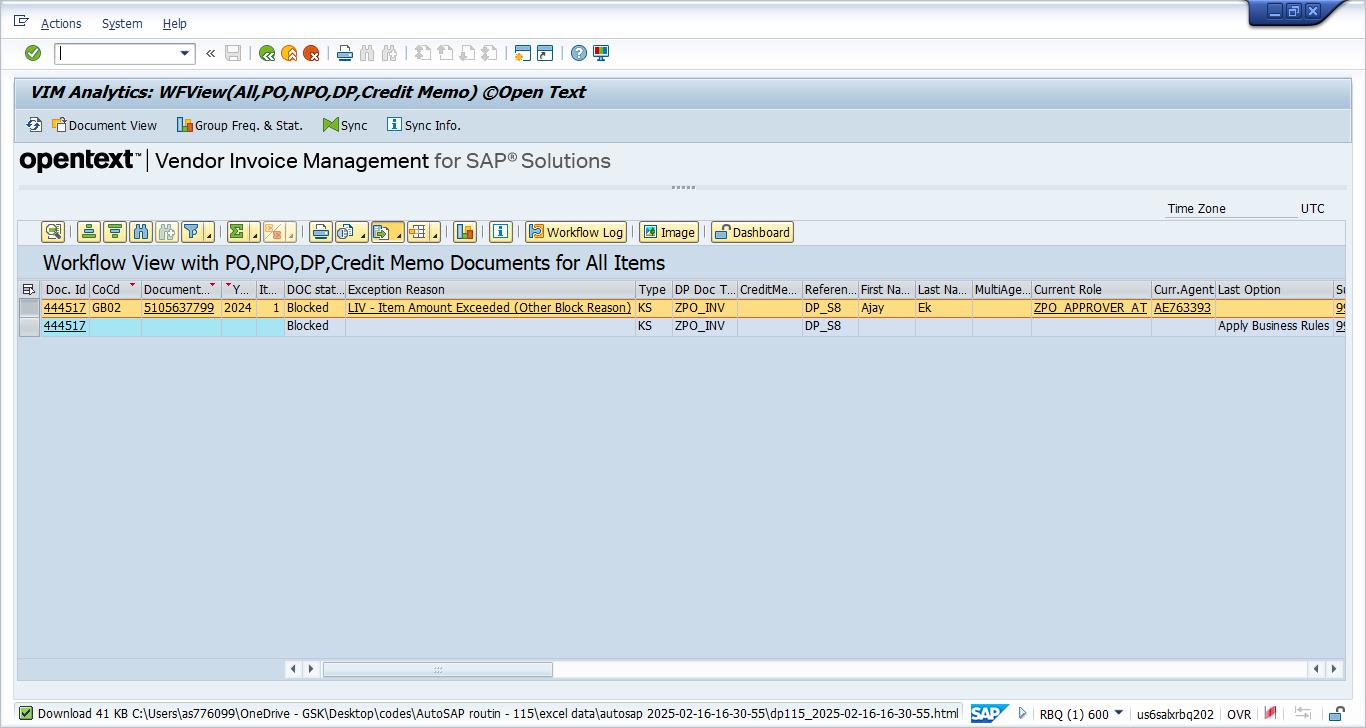 Actions System Help
VIM Analytics: WFView(All,PO,NPO,DP,Credit Memo) ©Open Text
Document View Group Freq. & Stat. Sync Sync Info.
opentext™ | Vendor Invoice Management for SAP® Solutions
Time Zone UTC
Workflow Log Image Dashboard
Workflow View with PO,NPO,DP,Credit Memo Documents for All Items
Doc. Id CoCd Document... Y... It... DOC stat... Exception Reason Type DP Doc T... CreditMe... Referen... First Na... Last Na... MultiAge... Current Role Curr.Agent Last Option
444517 GB02 5105637799 2024 1 Blocked LIV - Item Amount Exceeded (Other Block Reason) KS ZPO_INV DP_S8 Ajay Ek ZPO_APPROVER_AT AE763393
444517 Blocked KS ZPO_INV DP_S8 Apply Business Rules
Download 41 KB C:\Users\as776099\OneDrive - GSK\Desktop\codes\AutoSAP routin - 115\excel data\autosap 2025-02-16-16-30-55\dp115_2025-02-16-16-30-55.html SAP RBQ (1) 600 us6salxrbq202 OVR